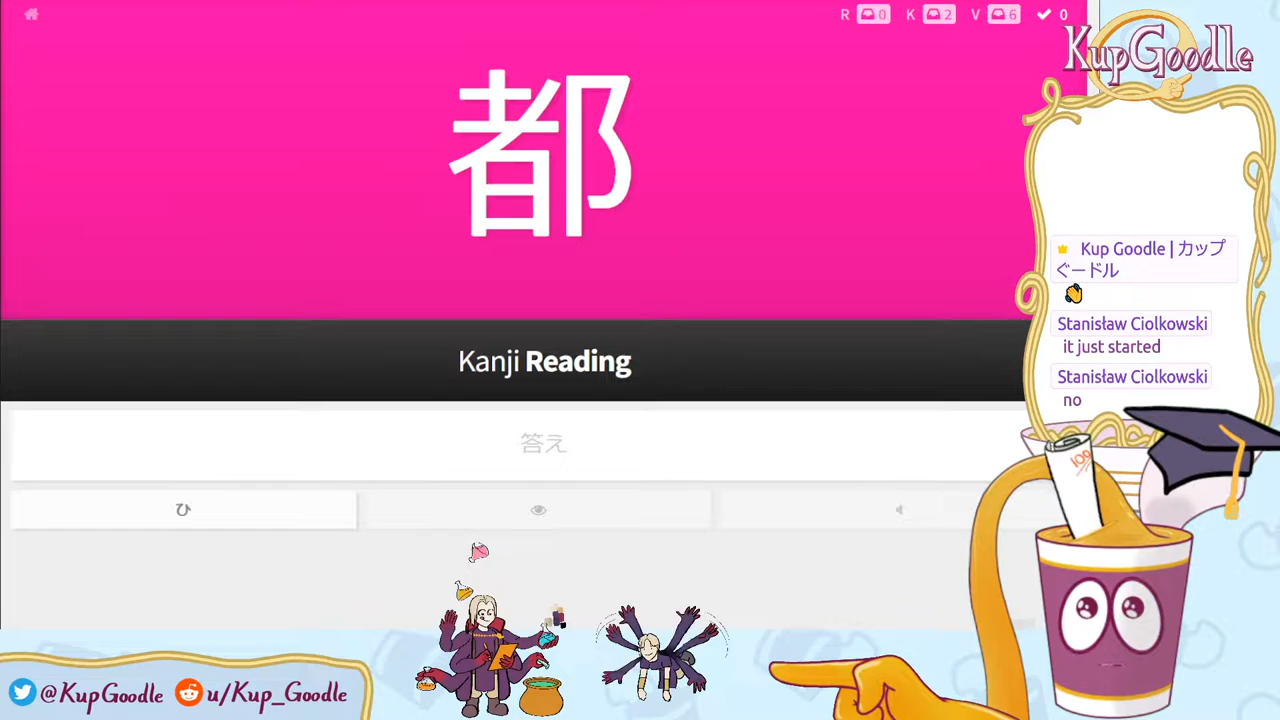 R 0 K 2 V 6 0
KupGoodle
都
Kanji Reading
答え
ひ
Kup Goodle | カップ
ぐードル
Stanisław Ciolkowski
it just started
Stanisław Ciolkowski
no
100
@KupGoodle u/Kup_Goodle